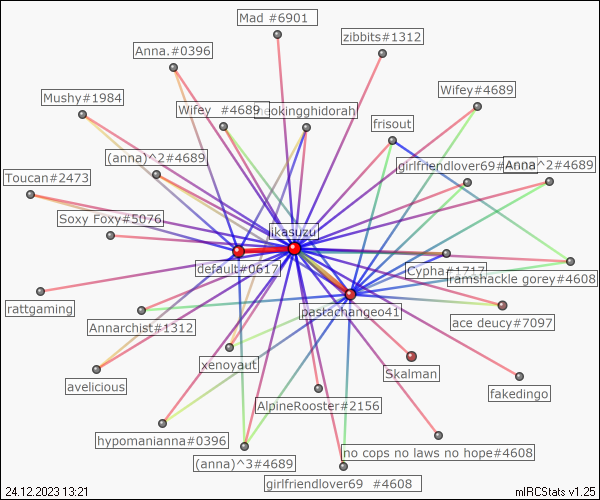 Mad #6901
zibbits#1312
Anna.#0396
Mushy#1984
Wifey #4689
neokingghidorah
Wifey#4689
frisout
(anna)^2#4689
girlfriendlover69#
Anna^2#4689
Toucan#2473
Soxy Foxy#5076
likasuzu
default#0617
Cypha#1717
ramshackle gorey#4608
rattgaming
pastachangeo41
Annarchist#1312
ace deucy#7097
xenoyaut
Skalman
avelicious
fakedingo
AlpineRooster#2156
hypomanianna#0396
no cops no laws no hope#4608
(anna)^3#4689
girlfriendlover69 #4608
24.12.2023 13:21
mIRCStats v1.25